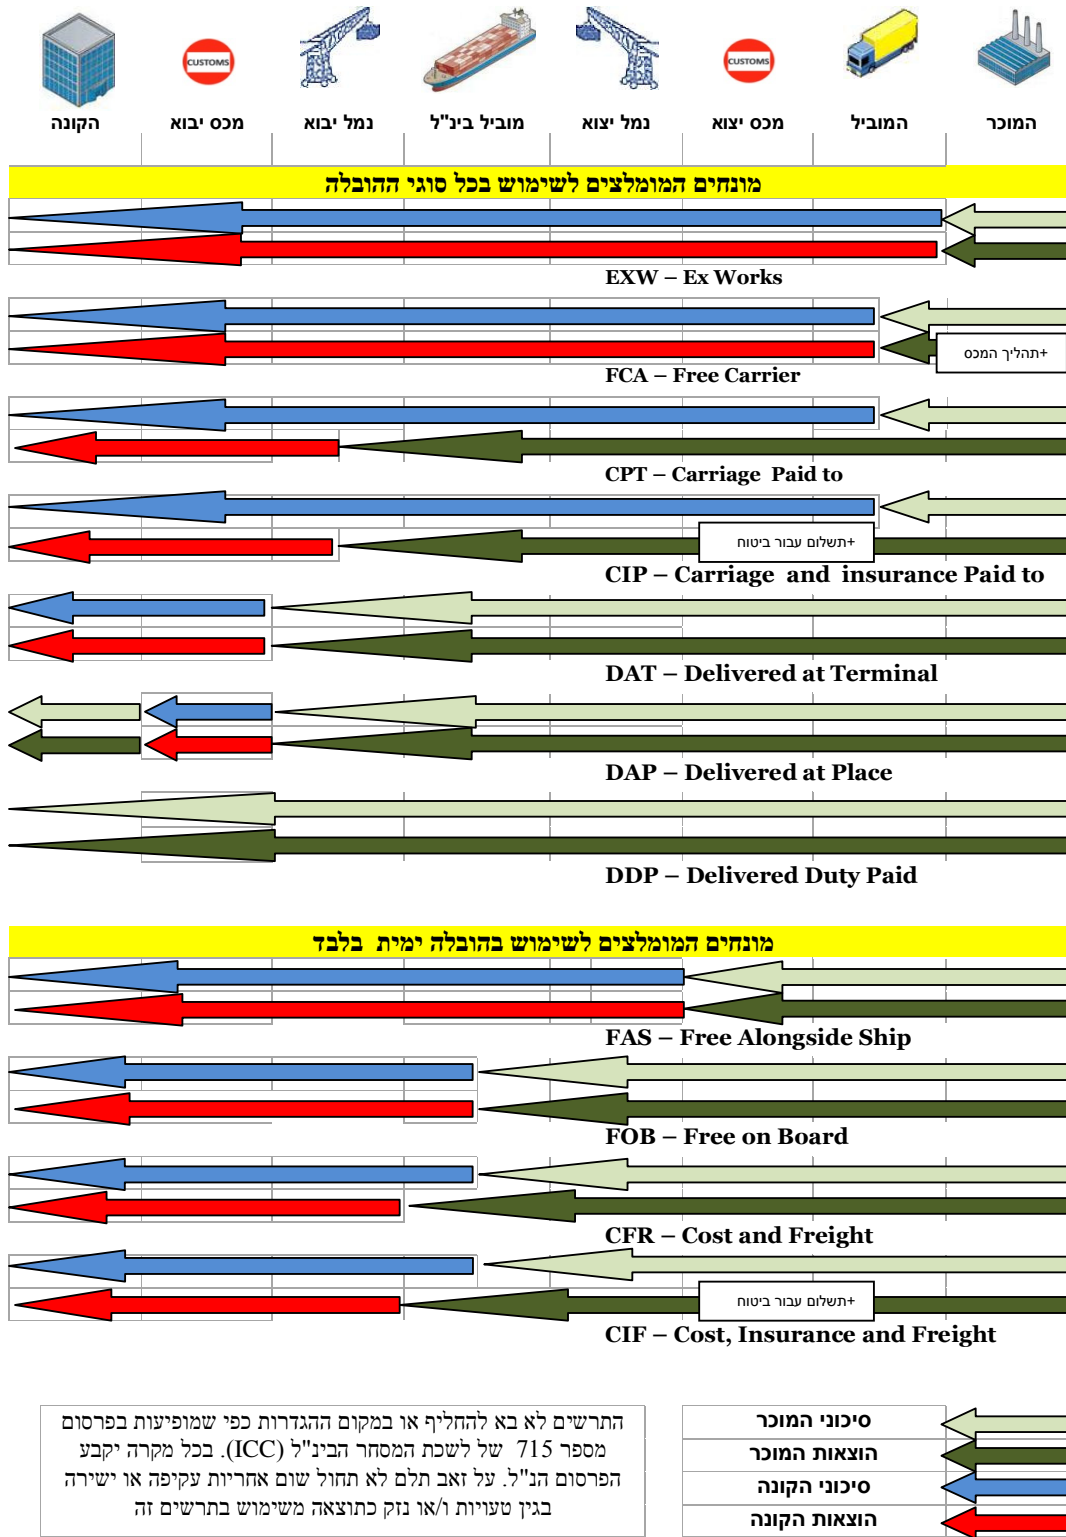 CUSTOMS
CUSTOMS
המוכר
המוביל
מכס יצוא
נמל יצוא
מוביל בינ"ל
נמל יבוא
מכס יבוא
הקונה
מונחים המומלצים לשימוש בכל סוגי ההובלה
EXW – Ex Works
+תהליך המכס
FCA – Free Carrier
CPT – Carriage Paid to
+תשלום עבור ביטוח
CIP – Carriage and insurance Paid to
DAT – Delivered at Terminal
DAP – Delivered at Place
DDP – Delivered Duty Paid
מונחים המומלצים לשימוש בהובלה ימית בלבד
FAS – Free Alongside Ship
FOB – Free on Board
CFR – Cost and Freight
+תשלום עבור ביטוח
CIF – Cost, Insurance and Freight
סיכוני המוכר
הוצאות המוכר
סיכוני הקונה
הוצאות הקונה
התרשים לא בא להחליף או במקום ההגדרות כפי שמופיעות בפרסום
מספר 715 של לשכת המסחר הבינ"ל (ICC). בכל מקרה יקבע
הפרסום הנ"ל. על זאב תלם לא תחול שום אחריות עקיפה או ישירה
בגין טעויות ו/או נזק כתוצאה משימוש בתרשים זה